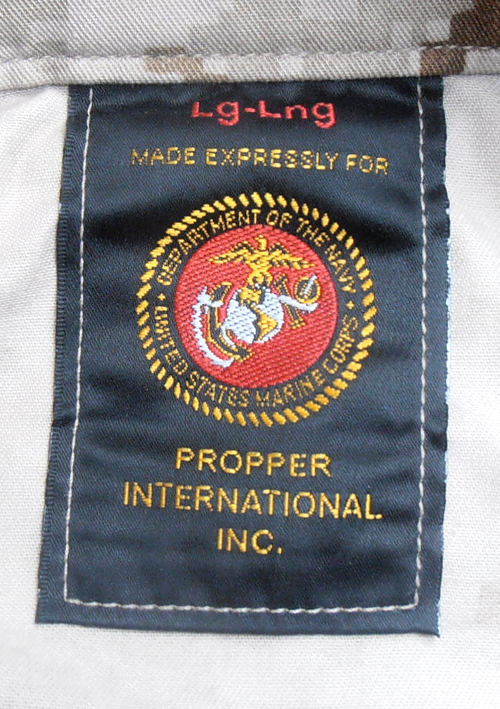 Lg-Lng
MADE EXPRESSLY FOR
DEPARTMENT OF THE NAVY
UNITED STATES MARINE CORPS
PROPPER
INTERNATIONAL
INC.